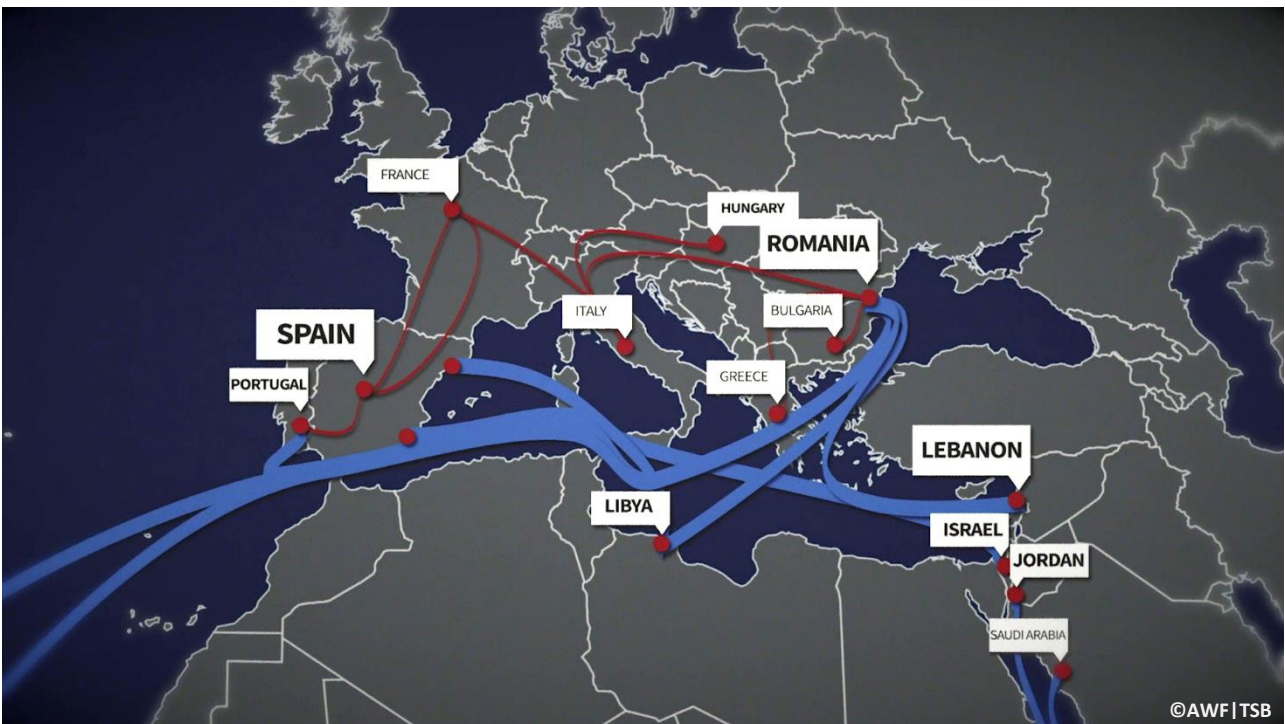 FRANCE
HUNGARY
ROMANIA
ITALY
BULGARIA
SPAIN
GREECE
PORTUGAL
LEBANON
LIBYA
ISRAEL
JORDAN
SAUDI ARABIA
©AWF|TSB